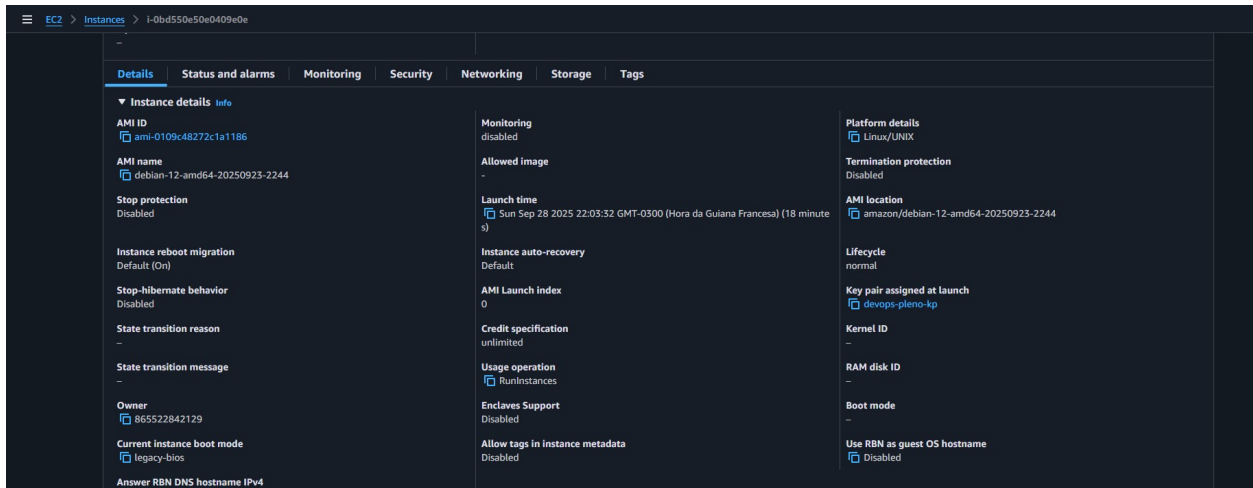 EC2 > Instances > i-0bd550e50e0409e0e
–
Details Status and alarms Monitoring Security Networking Storage Tags
Instance details Info
AMI ID
ami-0109c48272c1a1186
Monitoring
disabled
Platform details
Linux/UNIX
AMI name
debian-12-amd64-20250923-2244
Allowed image
-
Termination protection
Disabled
Stop protection
Disabled
Launch time
Sun Sep 28 2025 22:03:32 GMT-0300 (Hora da Guiana Francesa) (18 minute
s)
AMI location
amazon/debian-12-amd64-20250923-2244
Instance reboot migration
Default (On)
Instance auto-recovery
Default
Lifecycle
normal
Stop-hibernate behavior
Disabled
AMI Launch index
0
Key pair assigned at launch
devops-pleno-kp
State transition reason
–
Credit specification
unlimited
Kernel ID
–
State transition message
–
Usage operation
RunInstances
RAM disk ID
–
Owner
865522842129
Enclaves Support
Disabled
Boot mode
–
Current instance boot mode
legacy-bios
Allow tags in instance metadata
Disabled
Use RBN as guest OS hostname
Disabled
Answer RBN DNS hostname IPv4